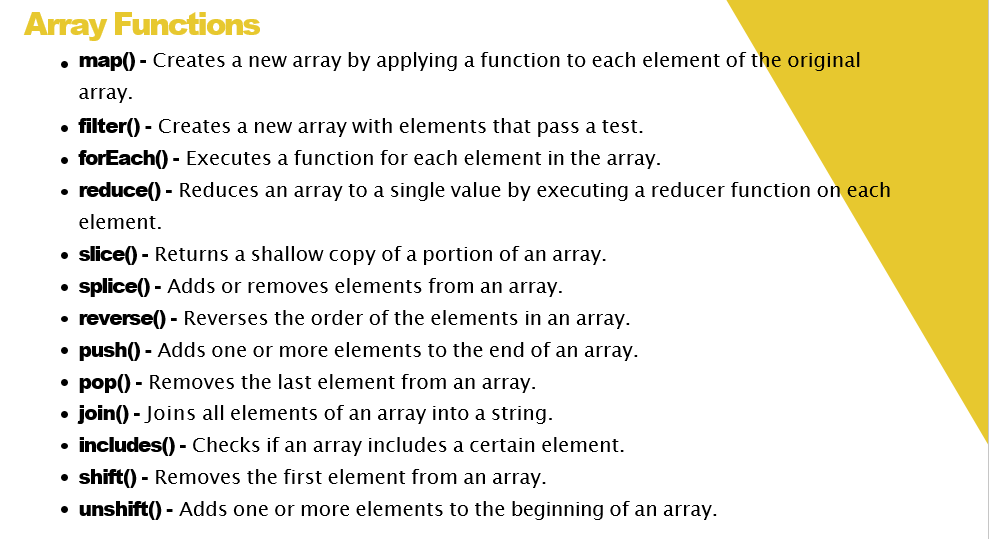 Array Functions
• map() - Creates a new array by applying a function to each element of the original
array.
• filter() - Creates a new array with elements that pass a test.
• forEach() - Executes a function for each element in the array.
• reduce() - Reduces an array to a single value by executing a reducer function on each
element.
• slice() - Returns a shallow copy of a portion of an array.
• splice() - Adds or removes elements from an array.
• reverse() - Reverses the order of the elements in an array.
• push() - Adds one or more elements to the end of an array.
• pop() - Removes the last element from an array.
• join() - Joins all elements of an array into a string.
• includes() - Checks if an array includes a certain element.
• shift() - Removes the first element from an array.
• unshift() - Adds one or more elements to the beginning of an array.